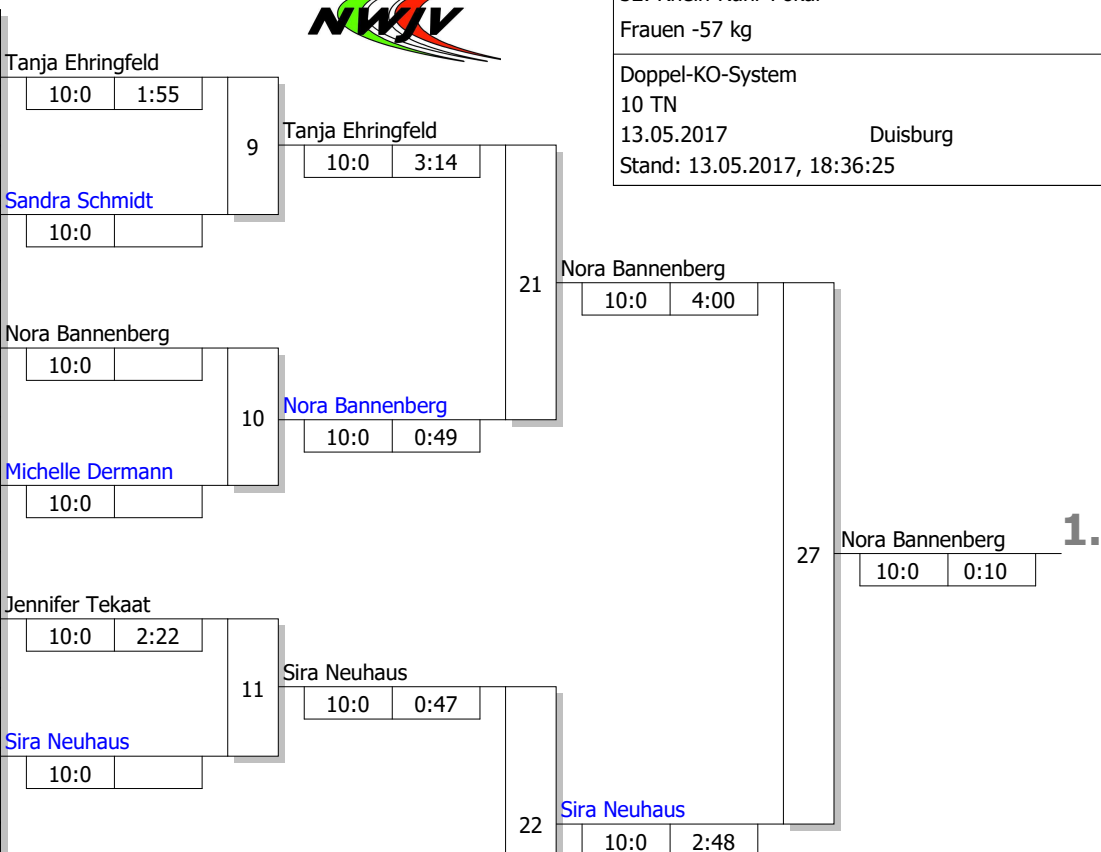 NWJV
Frauen -57 kg
Doppel-KO-System
10 TN
13.05.2017 Duisburg
Stand: 13.05.2017, 18:36:25
Tanja Ehringfeld
10:0 1:55
9
Tanja Ehringfeld
10:0 3:14
Sandra Schmidt
10:0
21
Nora Bannenberg
10:0 4:00
Nora Bannenberg
10:0
10
Nora Bannenberg
10:0 0:49
Michelle Dermann
10:0
27
Nora Bannenberg
1.
10:0 0:10
Jennifer Tekaat
10:0 2:22
11
Sira Neuhaus
10:0 0:47
Sira Neuhaus
10:0
22
Sira Neuhaus
10:0 2:48